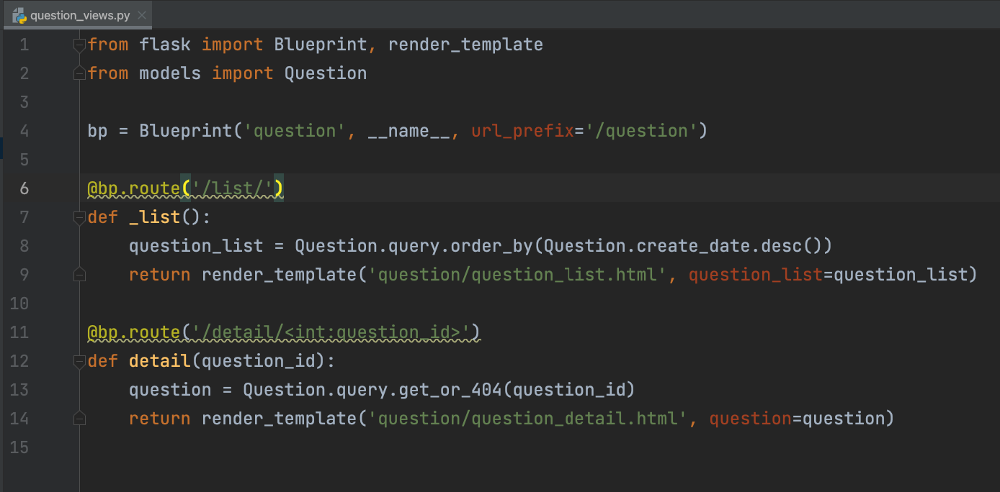 question_views.py
1 from flask import Blueprint, render_template
2 from models import Question
3
4 bp = Blueprint('question', __name__, url_prefix='/question')
5
6 @bp.route('/list/')
7 def _list():
8     question_list = Question.query.order_by(Question.create_date.desc())
9     return render_template('question/question_list.html', question_list=question_list)
10
11 @bp.route('/detail/<int:question_id>')
12 def detail(question_id):
13     question = Question.query.get_or_404(question_id)
14     return render_template('question/question_detail.html', question=question)
15